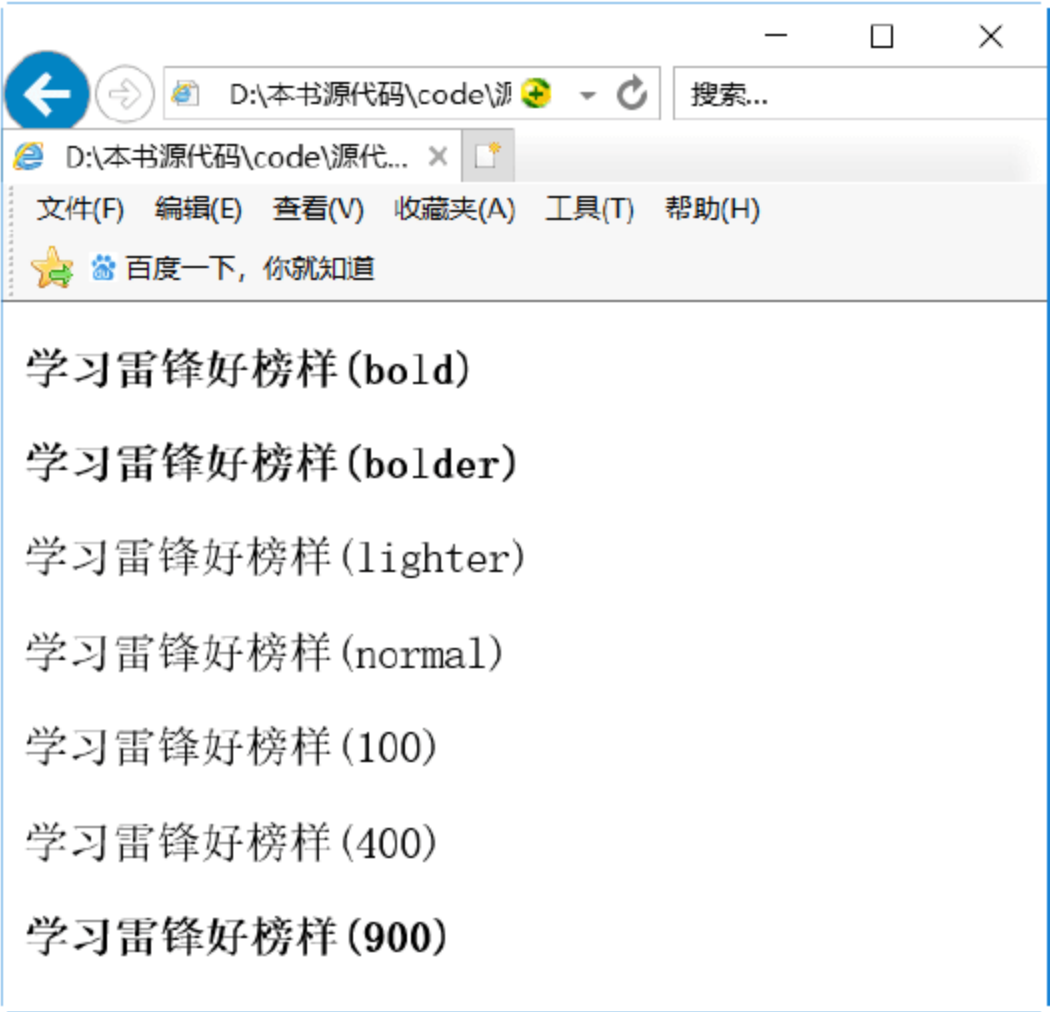 D:\本书源代码\code\源 搜索...
D:\本书源代码\code\源代...
文件(F) 编辑(E) 查看(V) 收藏夹(A) 工具(T) 帮助(H)
百度一下，你就知道
学习雷锋好榜样(bold)
学习雷锋好榜样(bolder)
学习雷锋好榜样(lighter)
学习雷锋好榜样(normal)
学习雷锋好榜样(100)
学习雷锋好榜样(400)
学习雷锋好榜样(900)